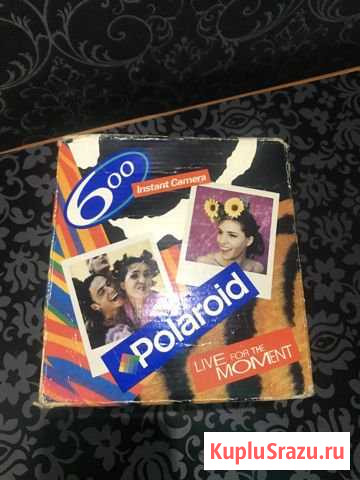 600
Instant Camera
Polaroid
LIVE FOR THE
MOMENT
KupluSrazu.ru